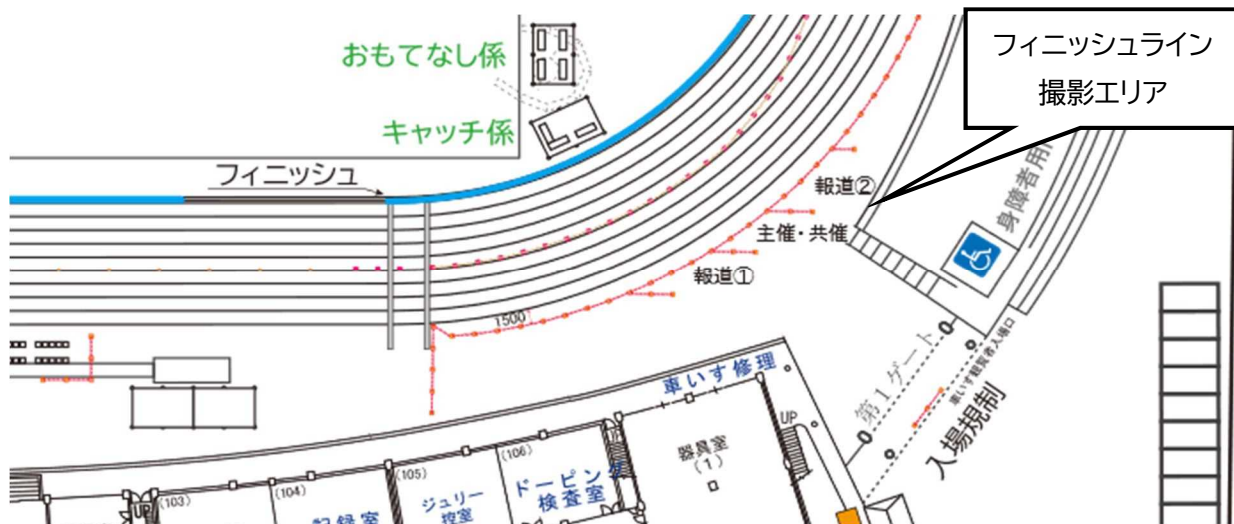 フィニッシュライン
撮影エリア
おもてなし係
キャッチ係
フィニッシュ
報道②
主催・共催
報道①
身障者用
1500
車いす修理
第1ゲート
車いす観覧者入場口
入場規制
UP
器具室
(1)
(106)
ドーピング
検査室
(105)
ジュリー
控室
(104)
記録室
(103)
UP